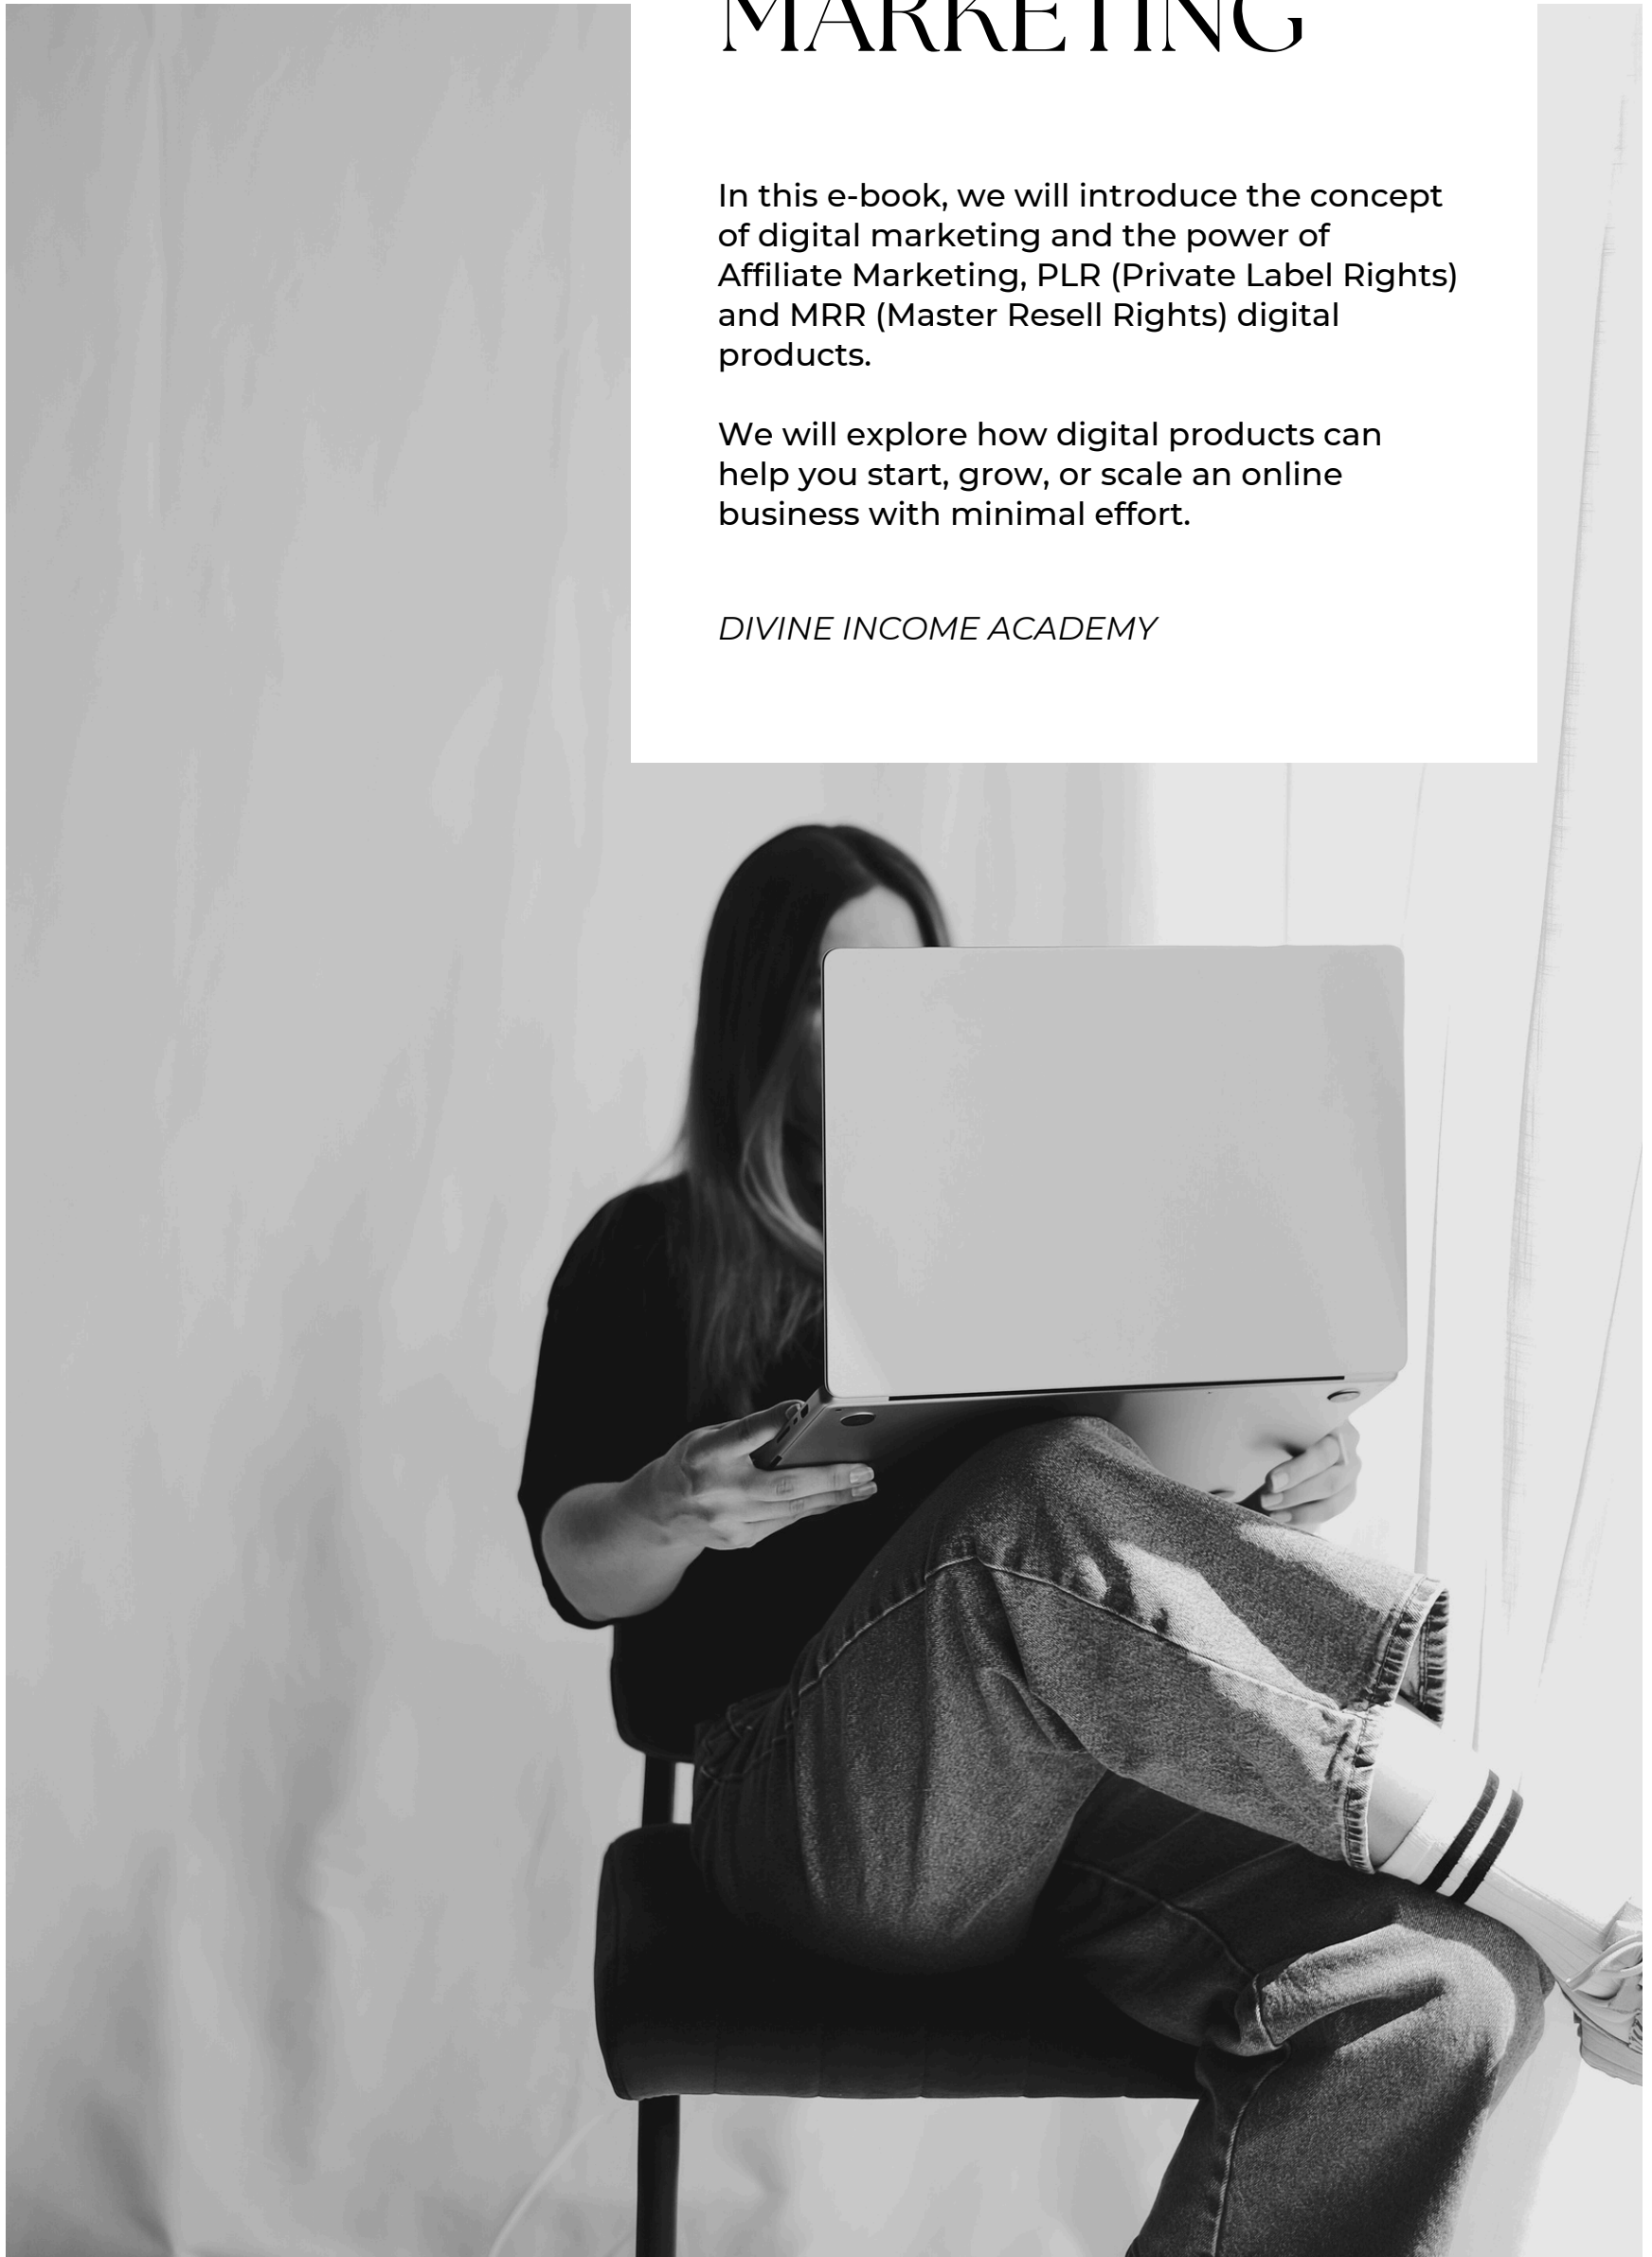 MARKETING
In this e-book, we will introduce the concept
of digital marketing and the power of
Affiliate Marketing, PLR (Private Label Rights)
and MRR (Master Resell Rights) digital
products.
We will explore how digital products can
help you start, grow, or scale an online
business with minimal effort.
DIVINE INCOME ACADEMY